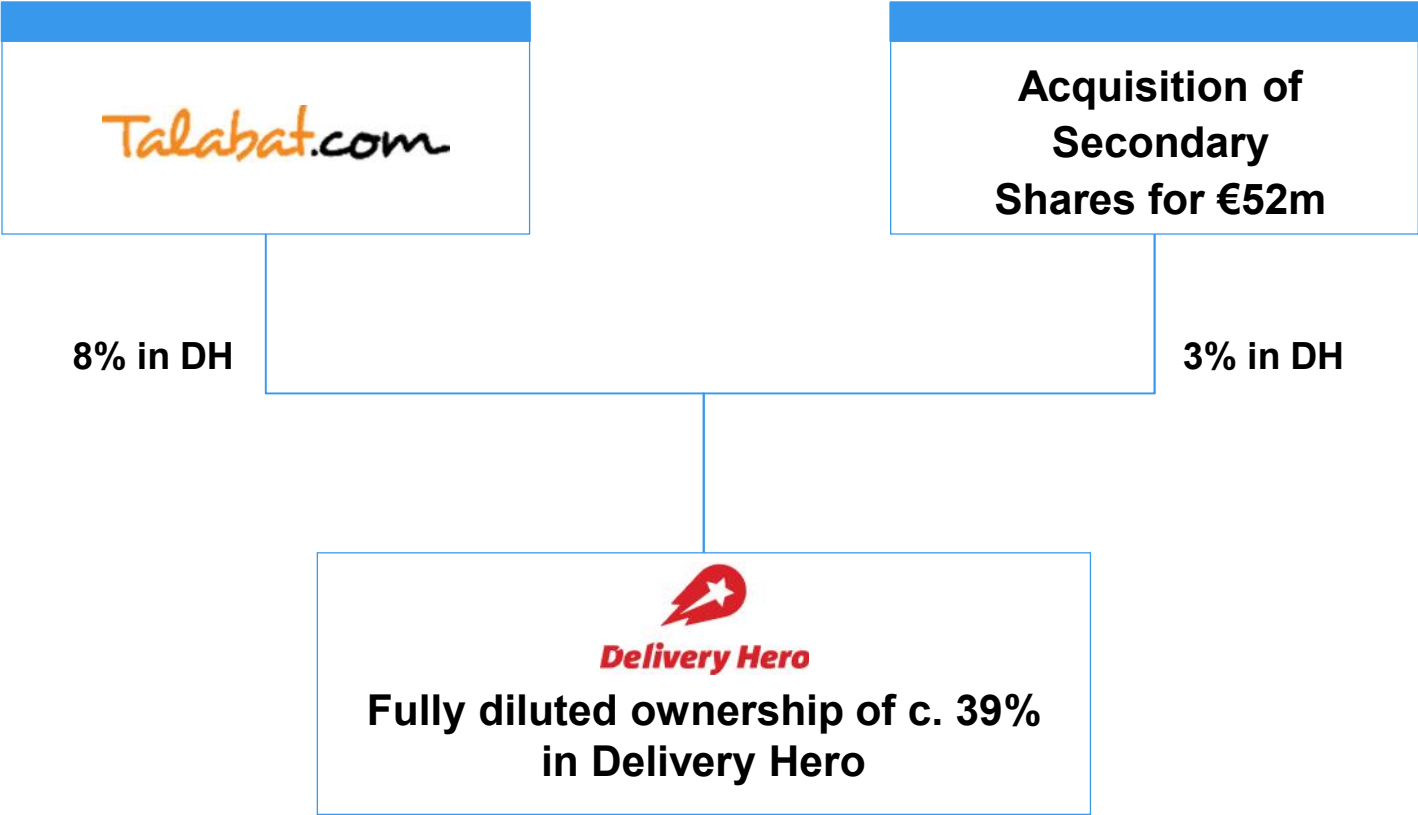 Talabat.com
Acquisition of
Secondary
Shares for €52m
8% in DH
3% in DH
Delivery Hero
Fully diluted ownership of c. 39%
in Delivery Hero